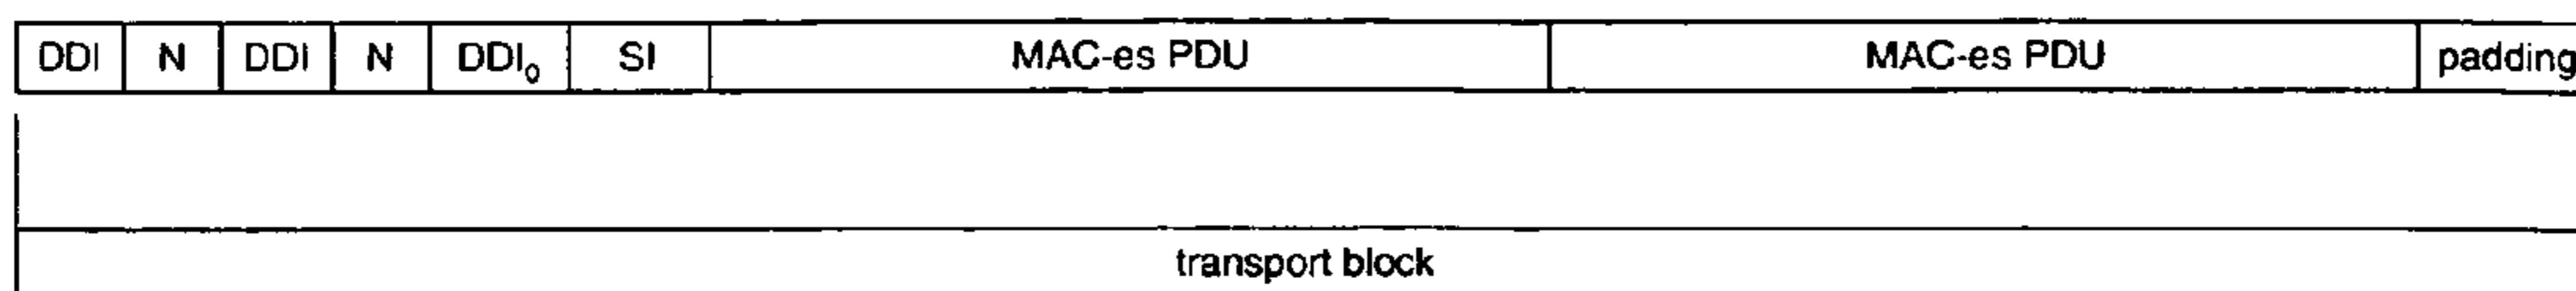 DDI N DDI N DDI₀ SI MAC-es PDU MAC-es PDU padding
transport block